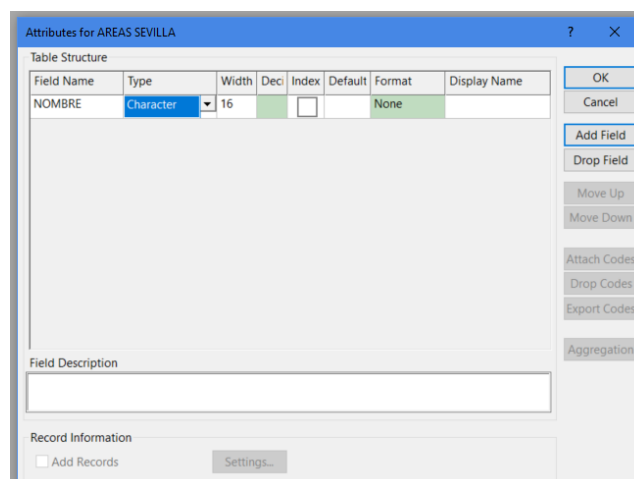 Attributes for AREAS SEVILLA
?
Table Structure
Field Name Type Width Deci Index Default Format Display Name
NOMBRE Character 16 None
OK
Cancel
Add Field
Drop Field
Move Up
Move Down
Attach Codes
Drop Codes
Export Codes
Aggregation
Field Description
Record Information
Add Records Settings...